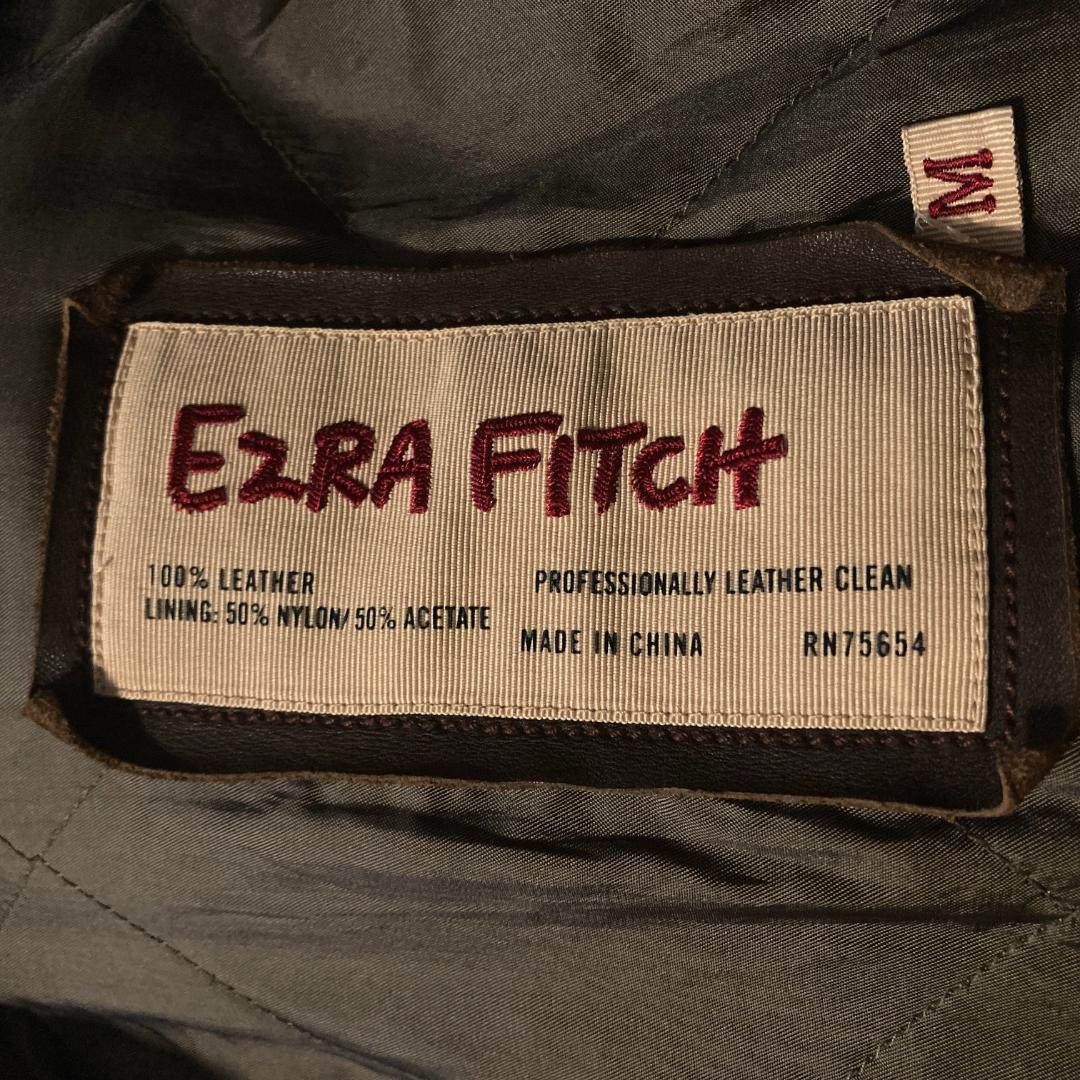 M
EZRA FITCH
100% LEATHER
LINING: 50% NYLON/50% ACETATE
PROFESSIONALLY LEATHER CLEAN
MADE IN CHINA
RN75654